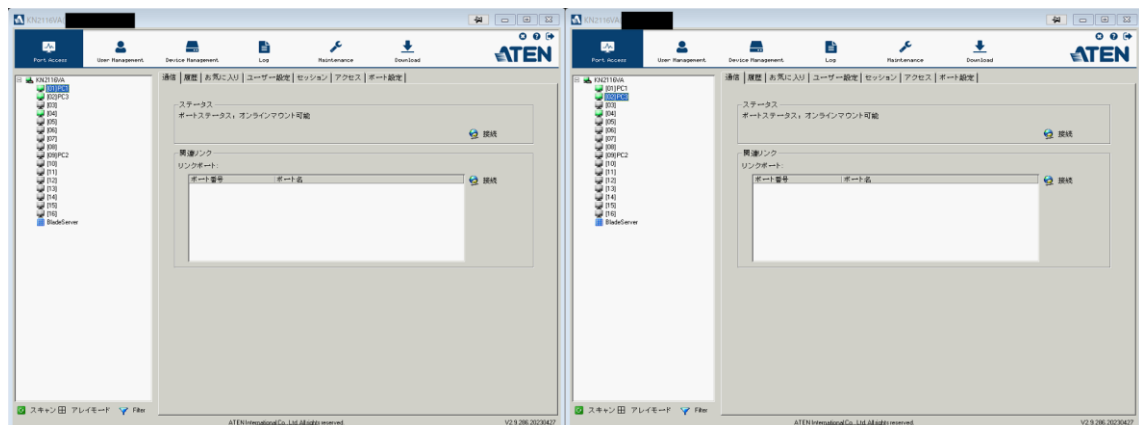 KN2116VA(
Port Access
User Management
Device Management
Log
Maintenance
Download
ATEN
KN2116VA
[01]PC1
[02]PC3
[03]
[04]
[05]
[06]
[07]
[08]
[09]PC2
[10]
[11]
[12]
[13]
[14]
[15]
[16]
BladeServer
通信 履歴 お気に入り ユーザー設定 セッション アクセス ポート設定
ステータス
ポートステータス: オンラインマウント可能
接続
関連リンク
リンクポート:
ポート番号 ポート名
接続
スキャン アレイモード Filter
ATEN International Co., Ltd. All rights reserved.
V2.9.286.20230427
KN2116VA(
Port Access
User Management
Device Management
Log
Maintenance
Download
ATEN
KN2116VA
[01]PC1
[02]PC3
[03]
[04]
[05]
[06]
[07]
[08]
[09]PC2
[10]
[11]
[12]
[13]
[14]
[15]
[16]
BladeServer
通信 履歴 お気に入り ユーザー設定 セッション アクセス ポート設定
ステータス
ポートステータス: オンラインマウント可能
接続
関連リンク
リンクポート:
ポート番号 ポート名
接続
スキャン アレイモード Filter
ATEN International Co., Ltd. All rights reserved.
V2.9.286.20230427